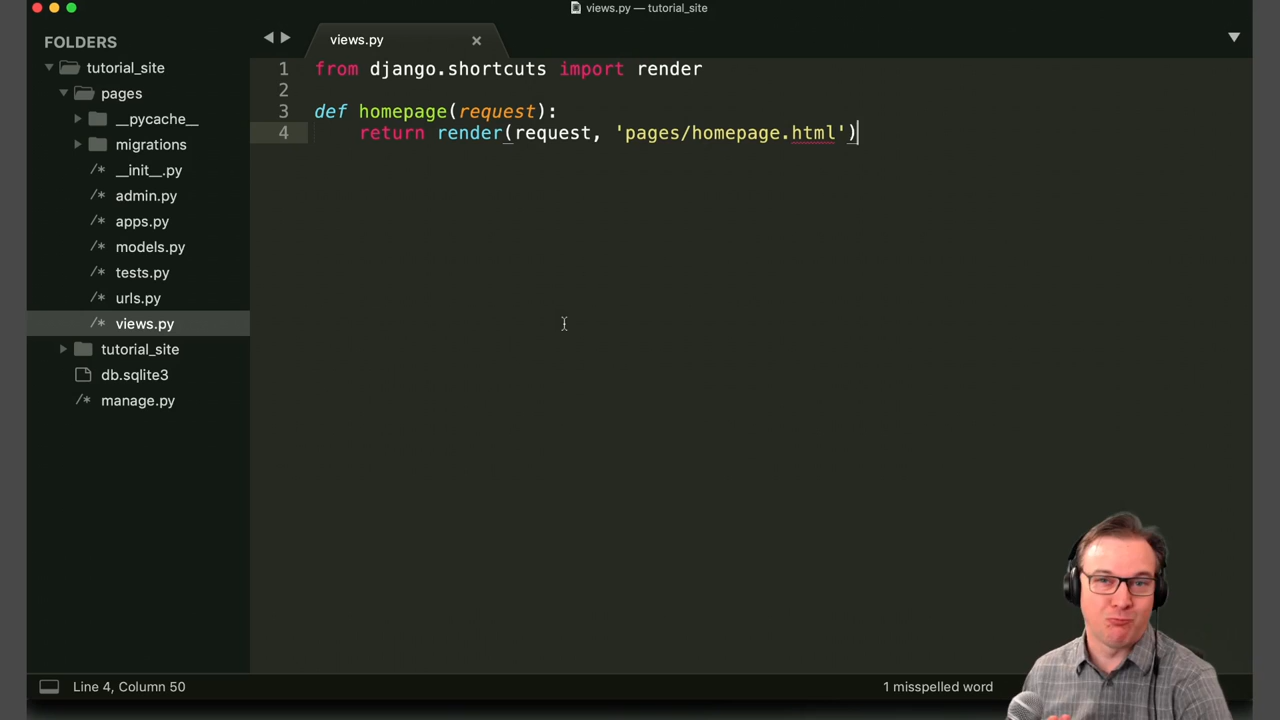 views.py — tutorial_site
FOLDERS
tutorial_site
pages
__pycache__
migrations
/* __init__.py
/* admin.py
/* apps.py
/* models.py
/* tests.py
/* urls.py
/* views.py
tutorial_site
db.sqlite3
/* manage.py
views.py
1 from django.shortcuts import render
2
3 def homepage(request):
4 return render(request, 'pages/homepage.html')
Line 4, Column 50
1 misspelled word